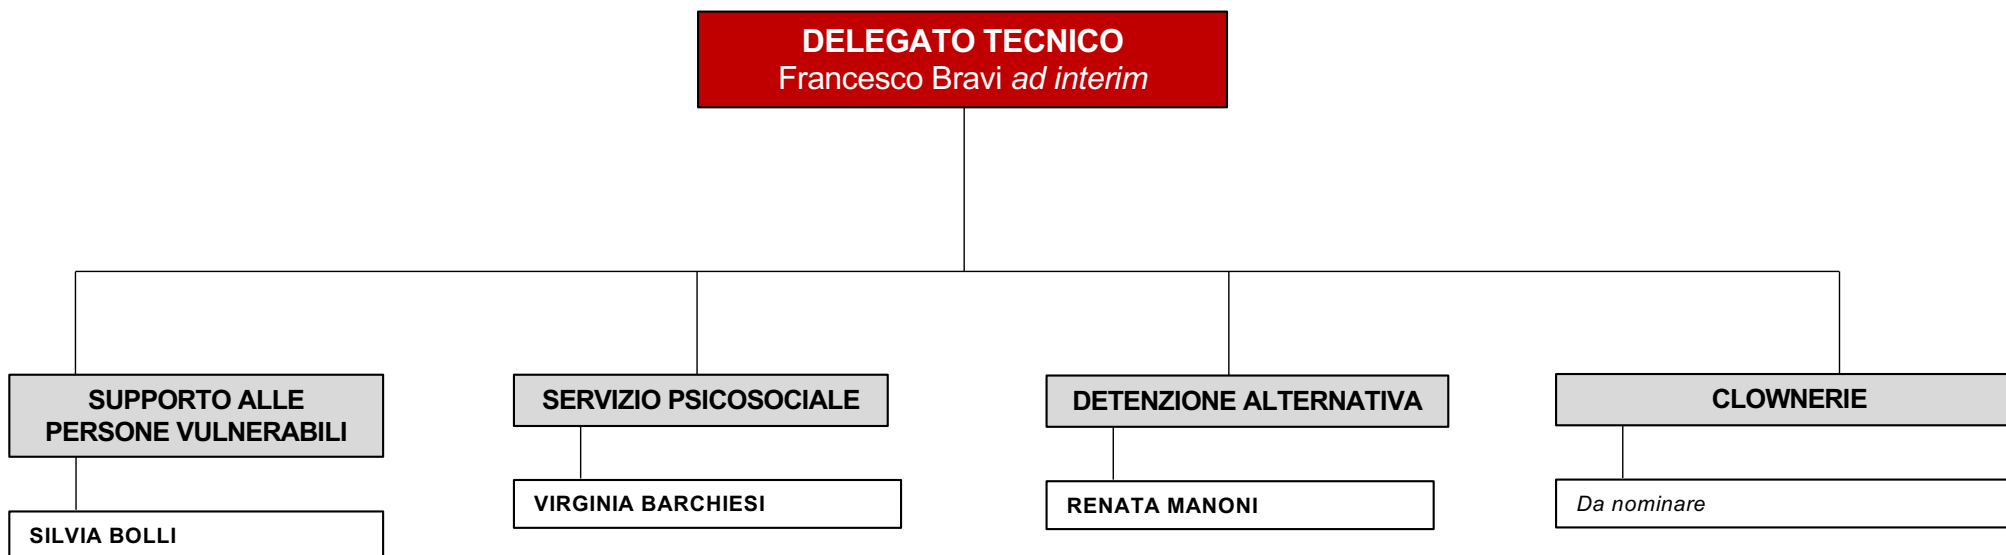 DELEGATO TECNICO
Francesco Bravi ad interim
SUPPORTO ALLE
PERSONE VULNERABILI
SERVIZIO PSICOSOCIALE
DETENZIONE ALTERNATIVA
CLOWNERIE
SILVIA BOLLI
VIRGINIA BARCHIESI
RENATA MANONI
Da nominare